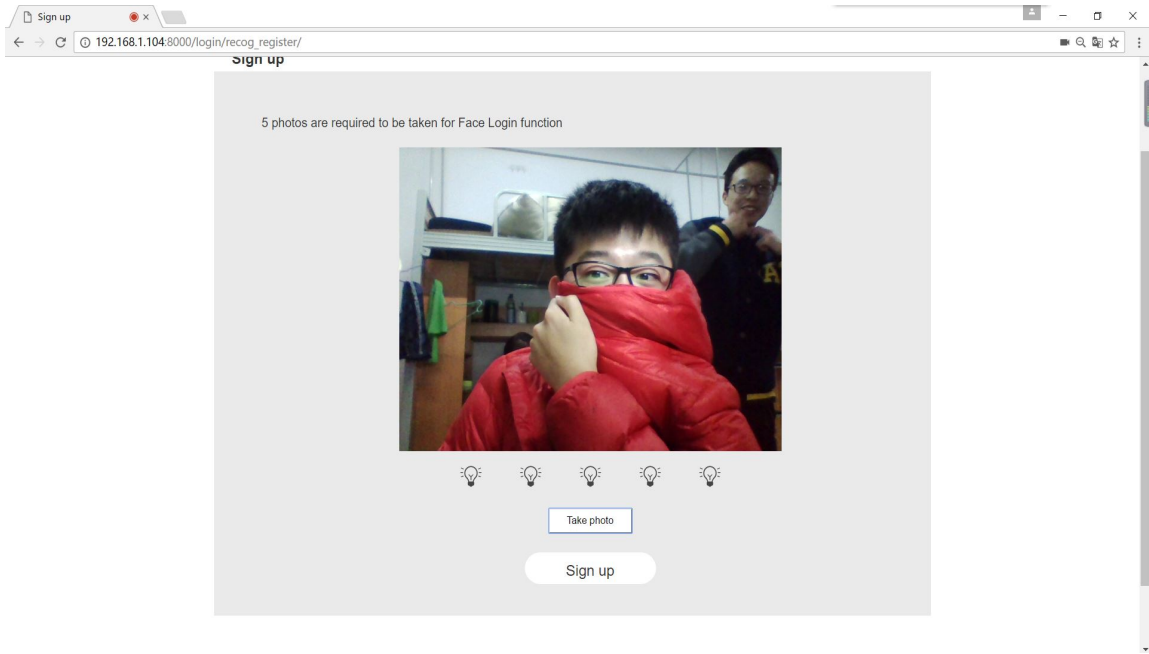 Sign up
192.168.1.104:8000/login/recog_register/
Sign up
5 photos are required to be taken for Face Login function
A
Take photo
Sign up